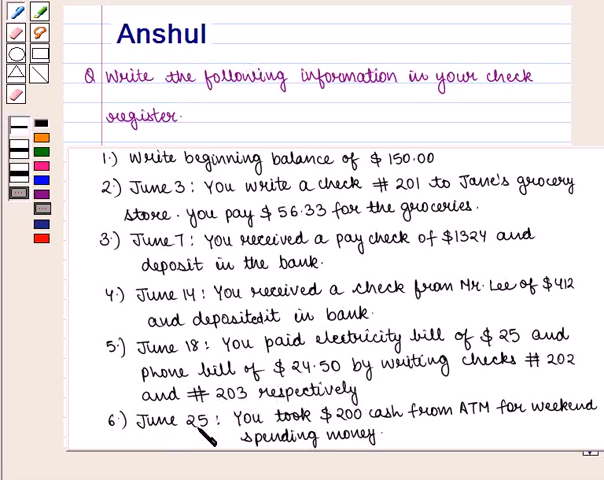 Anshul
Q Write the following information in your check
register.
1.) Write beginning balance of $ 150.00
2.) June 3 : You write a check # 201 to Jane's grocery
store. You pay $ 56.33 for the groceries.
3.) June 7 : You received a pay check of $1324 and
deposit in the bank.
4.) June 14 : You received a check from Mr. Lee of $412
and deposited it in bank.
5.) June 18 : You paid electricity bill of $ 25 and
phone bill of $ 24.50 by writing checks # 202
and # 203 respectively
6.) June 25 : You took $200 cash from ATM for weekend
spending money.